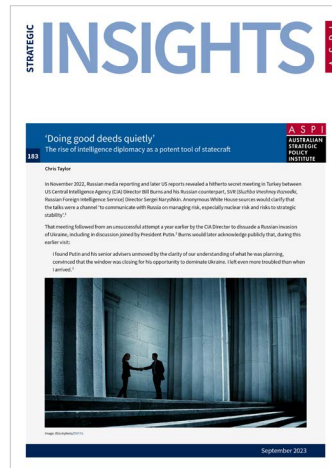 STRATEGIC
INSIGHTS
ASPI
ASPI
AUSTRALIAN
STRATEGIC
POLICY
INSTITUTE
'Doing good deeds quietly'
The rise of intelligence diplomacy as a potent tool of statecraft
183
Chris Taylor
In November 2022, Russian media reporting and later US reports revealed a hitherto secret meeting in Turkey between
US Central Intelligence Agency (CIA) Director Bill Burns and his Russian counterpart, SVR (Sluzhba Vneshney Razvedki,
Russian Foreign Intelligence Service) Director Sergei Naryshkin. Anonymous White House sources would clarify that
the talks were a channel 'to communicate with Russia on managing risk, especially nuclear risk and risks to strategic
stability'.¹
That meeting followed from an unsuccessful attempt a year earlier by the CIA Director to dissuade a Russian invasion
of Ukraine, including in discussion joined by President Putin.² Burns would later acknowledge publicly that, during this
earlier visit:
I found Putin and his senior advisers unmoved by the clarity of our understanding of what he was planning,
convinced that the window was closing for his opportunity to dominate Ukraine. I left even more troubled than when
I arrived.³
September 2023